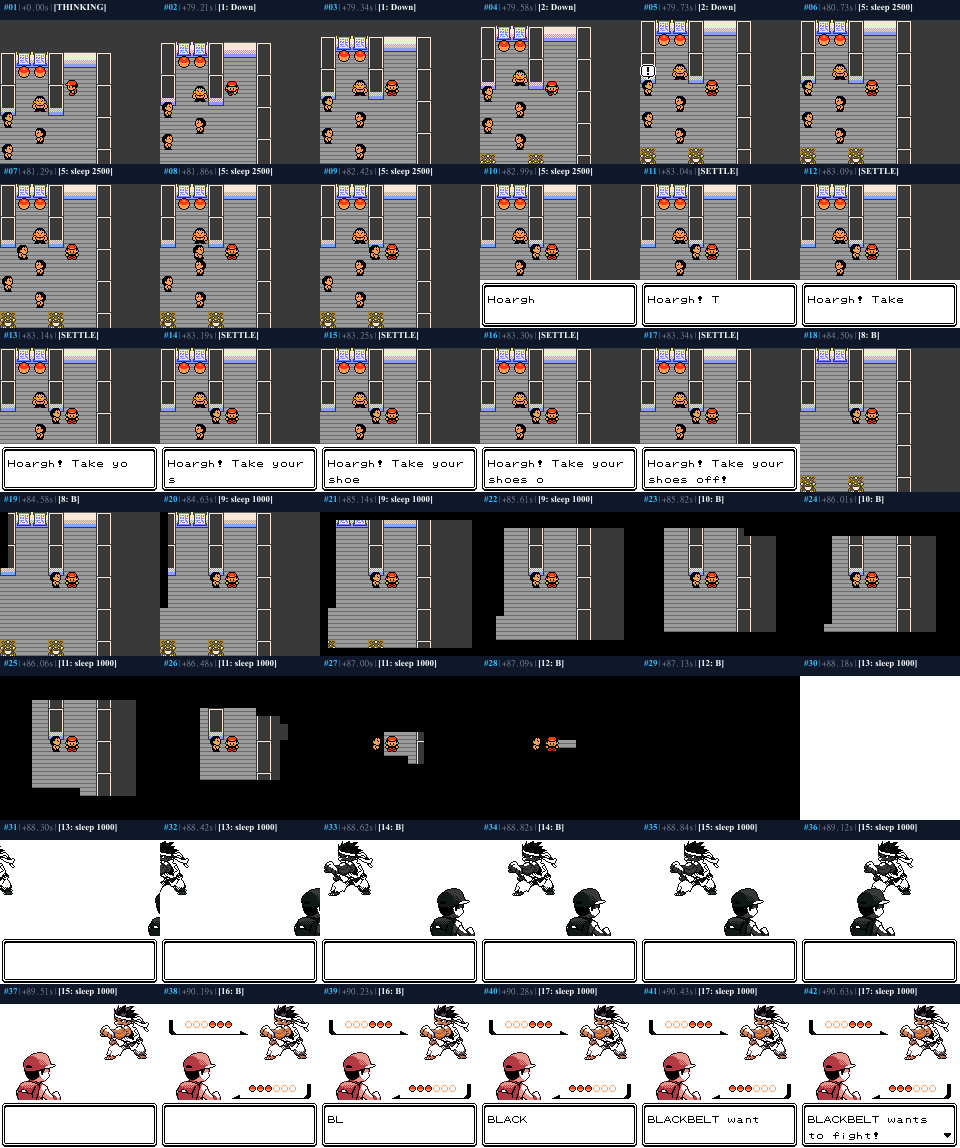 #01|+0.00s|[THINKING]
#02|+79.21s|[1: Down]
#03|+79.34s|[1: Down]
#04|+79.58s|[2: Down]
#05|+79.73s|[2: Down]
#06|+80.73s|[5: sleep 2500]
!
#07|+81.29s|[5: sleep 2500]
#08|+81.86s|[5: sleep 2500]
#09|+82.42s|[5: sleep 2500]
#10|+82.99s|[5: sleep 2500]
#11|+83.04s|[SETTLE]
#12|+83.09s|[SETTLE]
Hoargh
Hoargh! T
Hoargh! Take
#13|+83.14s|[SETTLE]
#14|+83.19s|[SETTLE]
#15|+83.25s|[SETTLE]
#16|+83.30s|[SETTLE]
#17|+83.34s|[SETTLE]
#18|+84.50s|[8: B]
Hoargh! Take yo
Hoargh! Take your
s
Hoargh! Take your
shoe
Hoargh! Take your
shoes o
Hoargh! Take your
shoes off!
#19|+84.58s|[8: B]
#20|+84.63s|[9: sleep 1000]
#21|+85.14s|[9: sleep 1000]
#22|+85.61s|[9: sleep 1000]
#23|+85.82s|[10: B]
#24|+86.01s|[10: B]
#25|+86.06s|[11: sleep 1000]
#26|+86.48s|[11: sleep 1000]
#27|+87.00s|[11: sleep 1000]
#28|+87.09s|[12: B]
#29|+87.13s|[12: B]
#30|+88.18s|[13: sleep 1000]
#31|+88.30s|[13: sleep 1000]
#32|+88.42s|[13: sleep 1000]
#33|+88.62s|[14: B]
#34|+88.82s|[14: B]
#35|+88.84s|[15: sleep 1000]
#36|+89.12s|[15: sleep 1000]
#37|+89.51s|[15: sleep 1000]
#38|+90.19s|[16: B]
#39|+90.23s|[16: B]
#40|+90.28s|[17: sleep 1000]
#41|+90.43s|[17: sleep 1000]
#42|+90.63s|[17: sleep 1000]
BL
BLACK
BLACKBELT want
BLACKBELT wants
to fight!